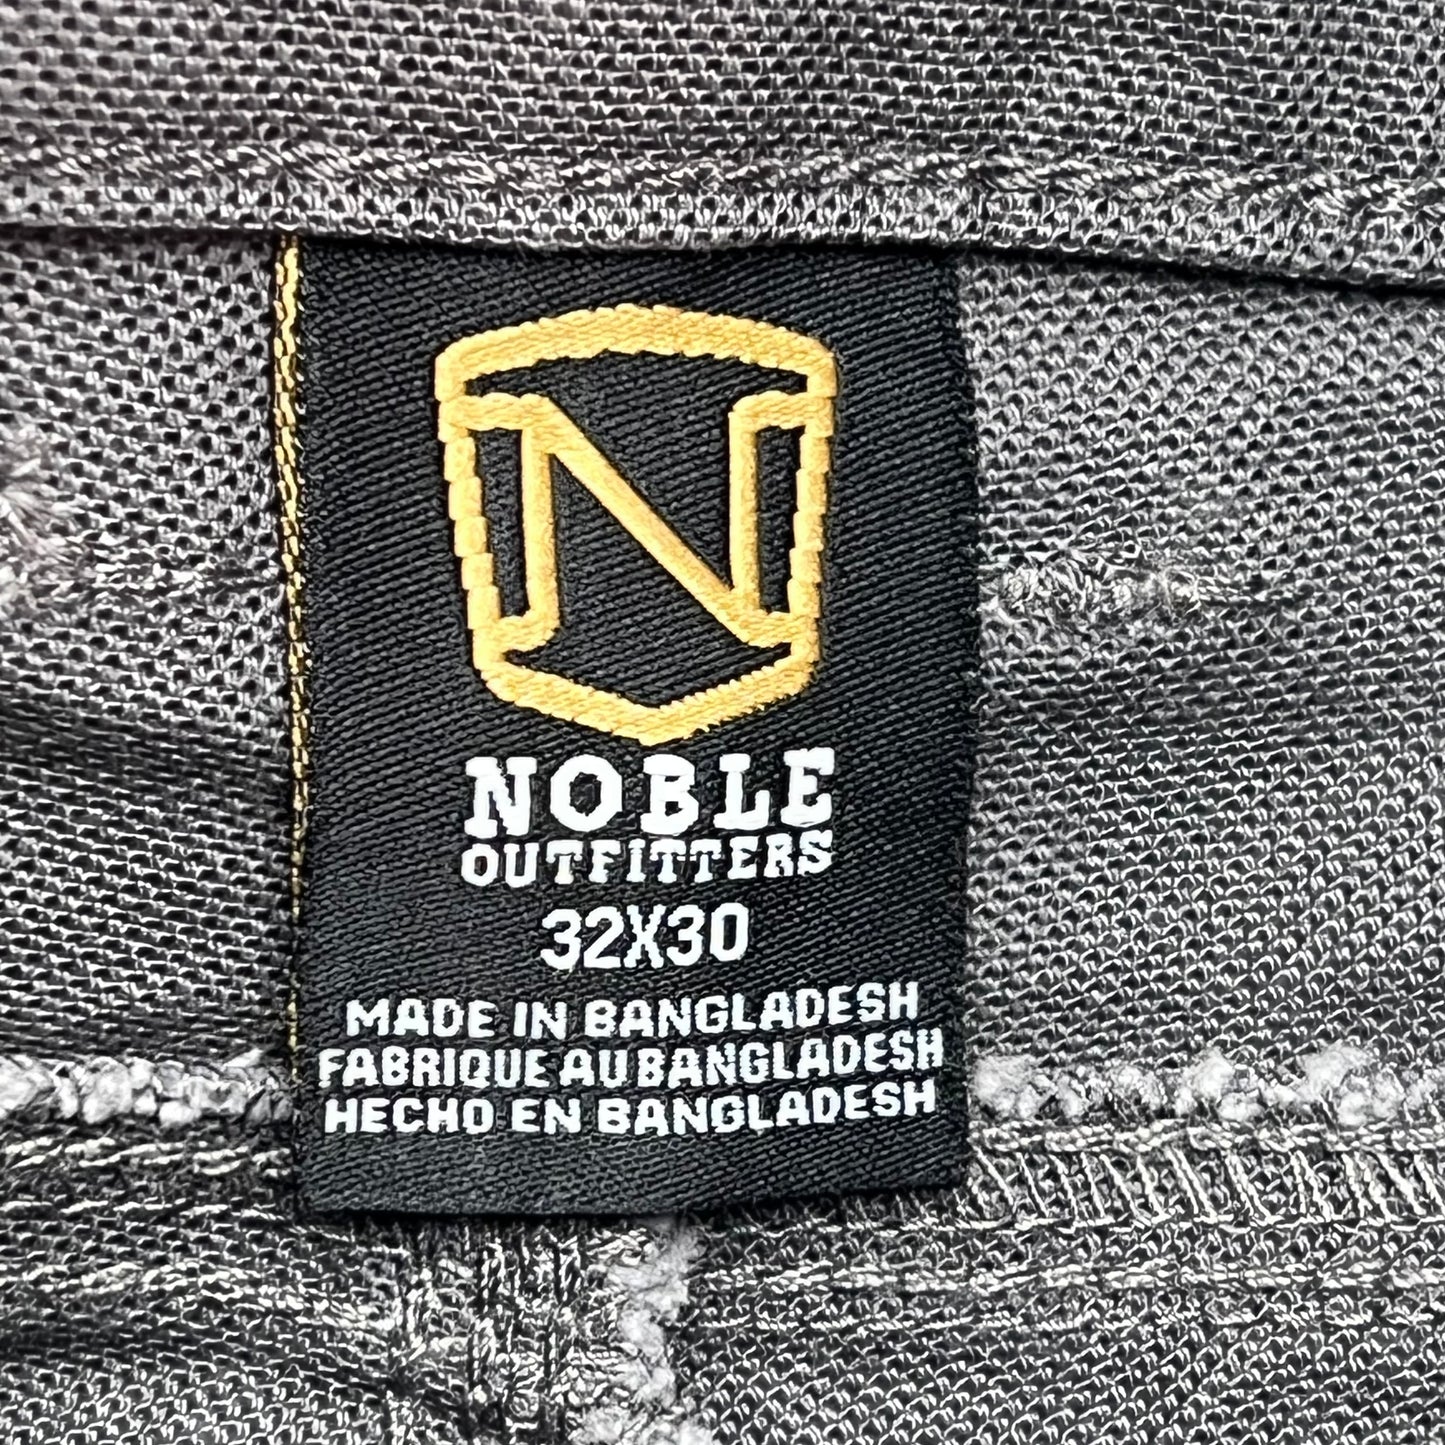 N
NOBLE
OUTFITTERS
32X30
MADE IN BANGLADESH
FABRIQUE AU BANGLADESH
HECHO EN BANGLADESH